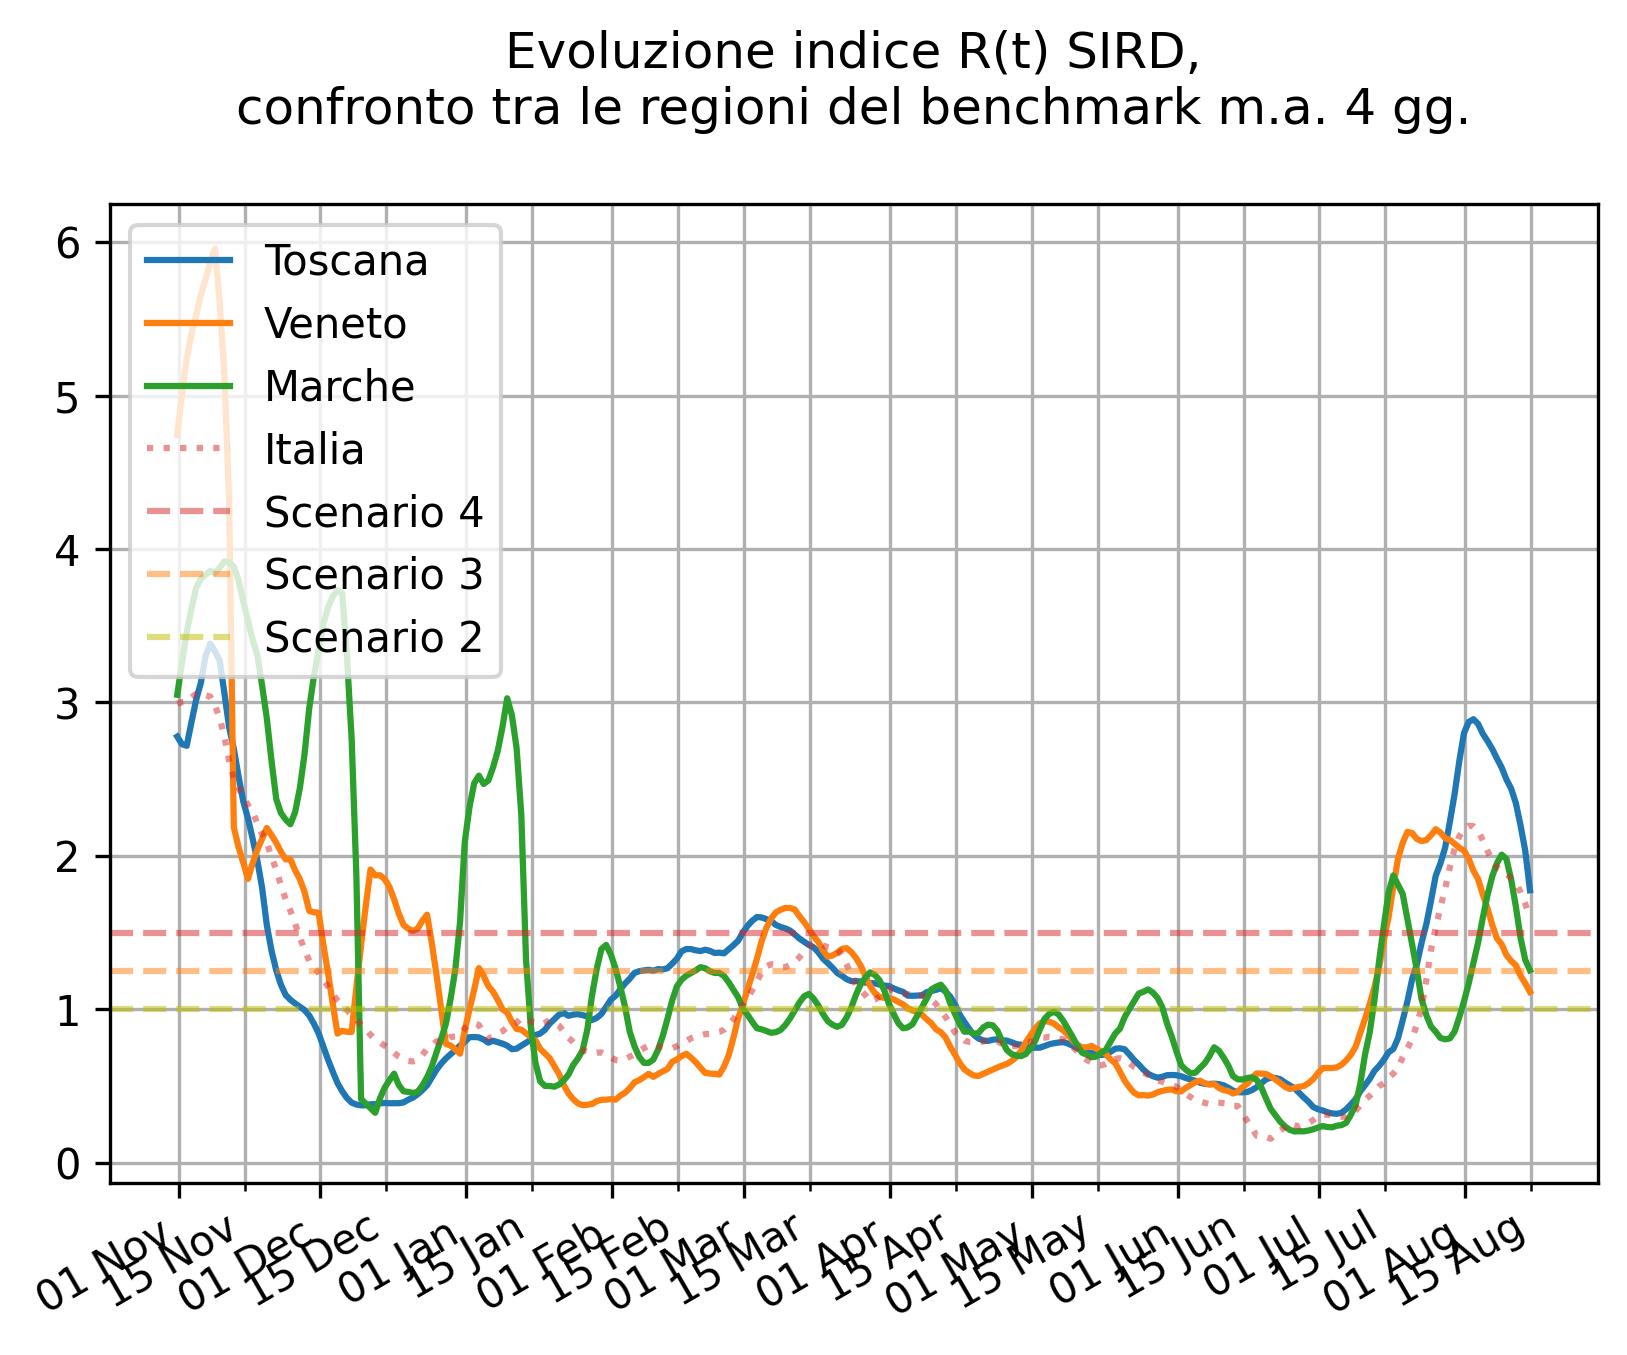 Evoluzione indice R(t) SIRD,
confronto tra le regioni del benchmark m.a. 4 gg.
6
5
4
3
2
1
0
Toscana
Veneto
Marche
Italia
Scenario 4
Scenario 3
Scenario 2
01 Nov
15 Nov
01 Dec
15 Dec
01 Jan
15 Jan
01 Feb
15 Feb
01 Mar
15 Mar
01 Apr
15 Apr
01 May
15 May
01 Jun
15 Jun
01 Jul
15 Jul
01 Aug
15 Aug